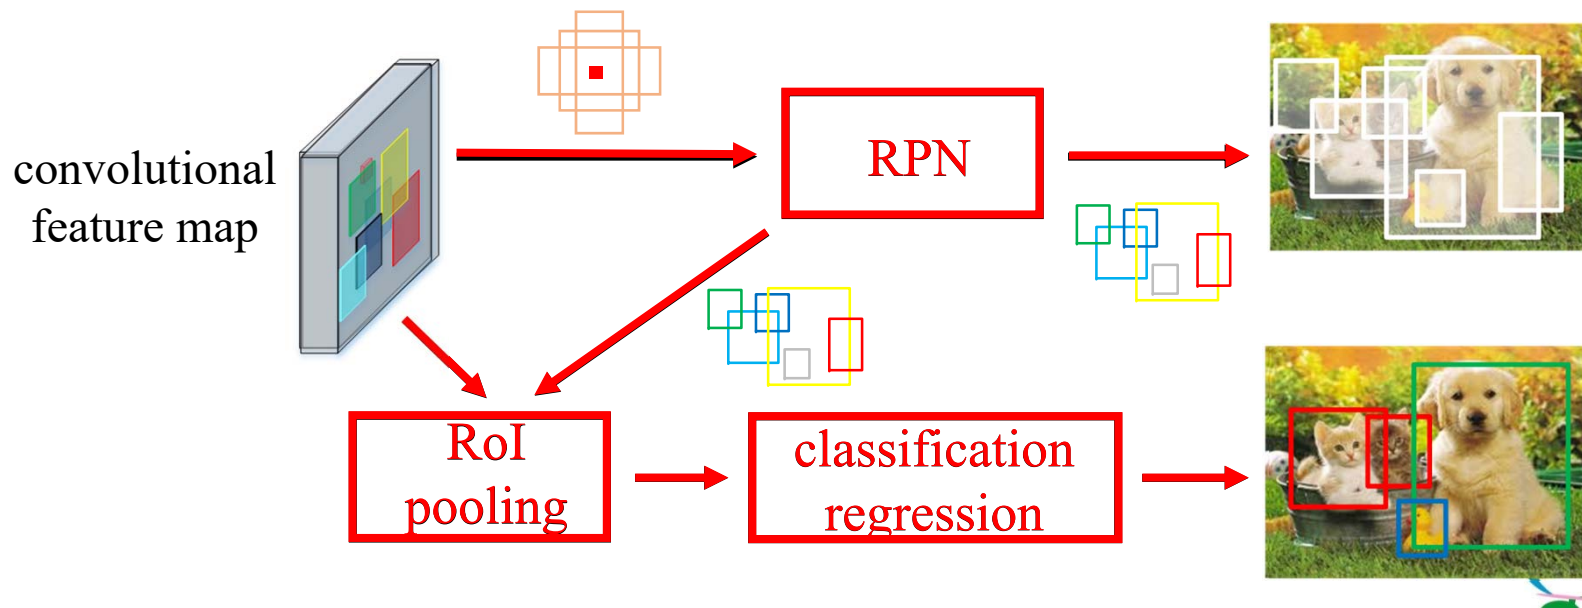 convolutional
feature map
RPN
RoI
pooling
classification
regression